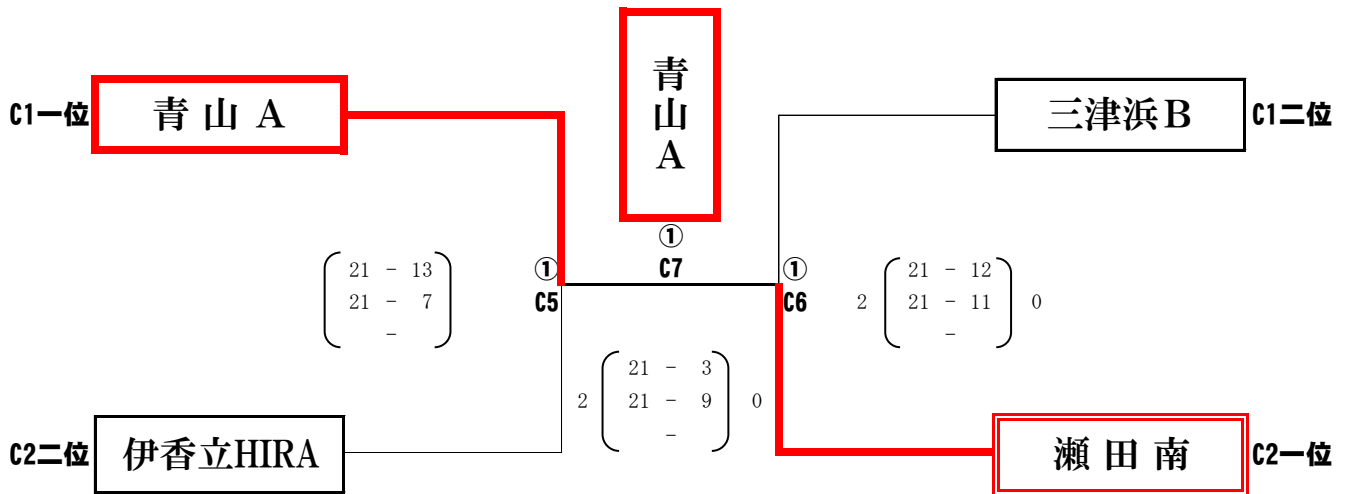 C1一位
青山 A
青山A
三津浜B
C1二位
①
C7
①
C5
①
C6
21 - 13
21 - 7
-
2
21 - 12
21 - 11
-
0
2
21 - 3
21 - 9
-
0
C2二位
伊香立HIRA
瀬田南
C2一位